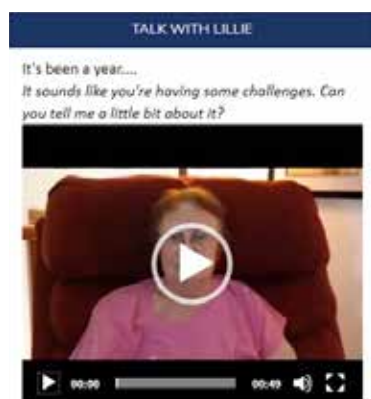 TALK WITH LILLIE
It's been a year....
It sounds like you're having some challenges. Can
you tell me a little bit about it?
00:00 00:49